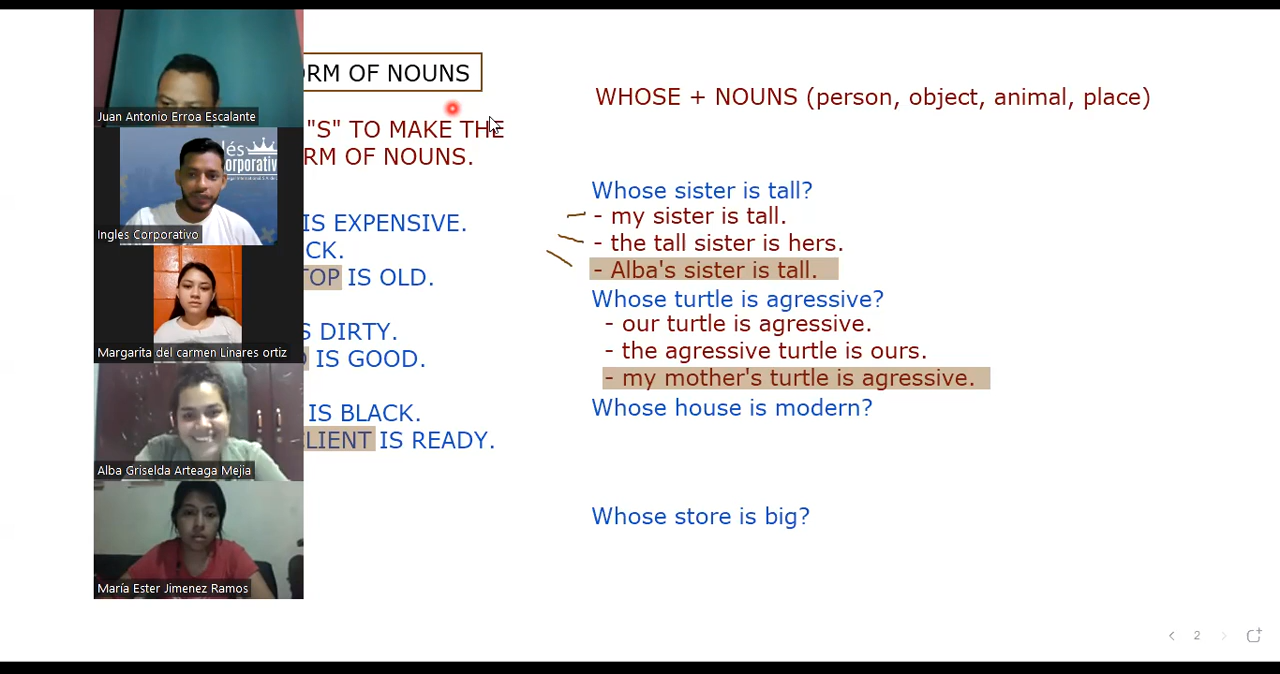 Juan Antonio Erroa Escalante
Ingles Corporativo
Margarita del carmen Linares ortiz
Alba Griselda Arteaga Mejia
María Ester Jimenez Ramos
lés
rporativ
RM OF NOUNS
"S" TO MAKE THE
RM OF NOUNS.
IS EXPENSIVE.
CK.
TOP IS OLD.
S DIRTY.
IS GOOD.
IS BLACK.
LIENT IS READY.
WHOSE + NOUNS (person, object, animal, place)
Whose sister is tall?
- my sister is tall.
- the tall sister is hers.
- Alba's sister is tall.
Whose turtle is agressive?
- our turtle is agressive.
- the agressive turtle is ours.
- my mother's turtle is agressive.
Whose house is modern?
Whose store is big?
2